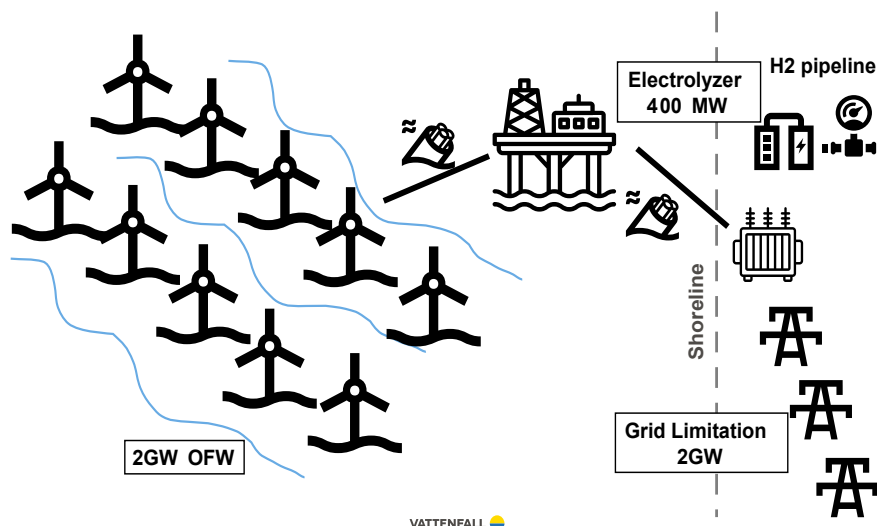 Electrolyzer
400 MW
H2 pipeline
Shoreline
2GW OFW
Grid Limitation
2GW
VATTENFALL